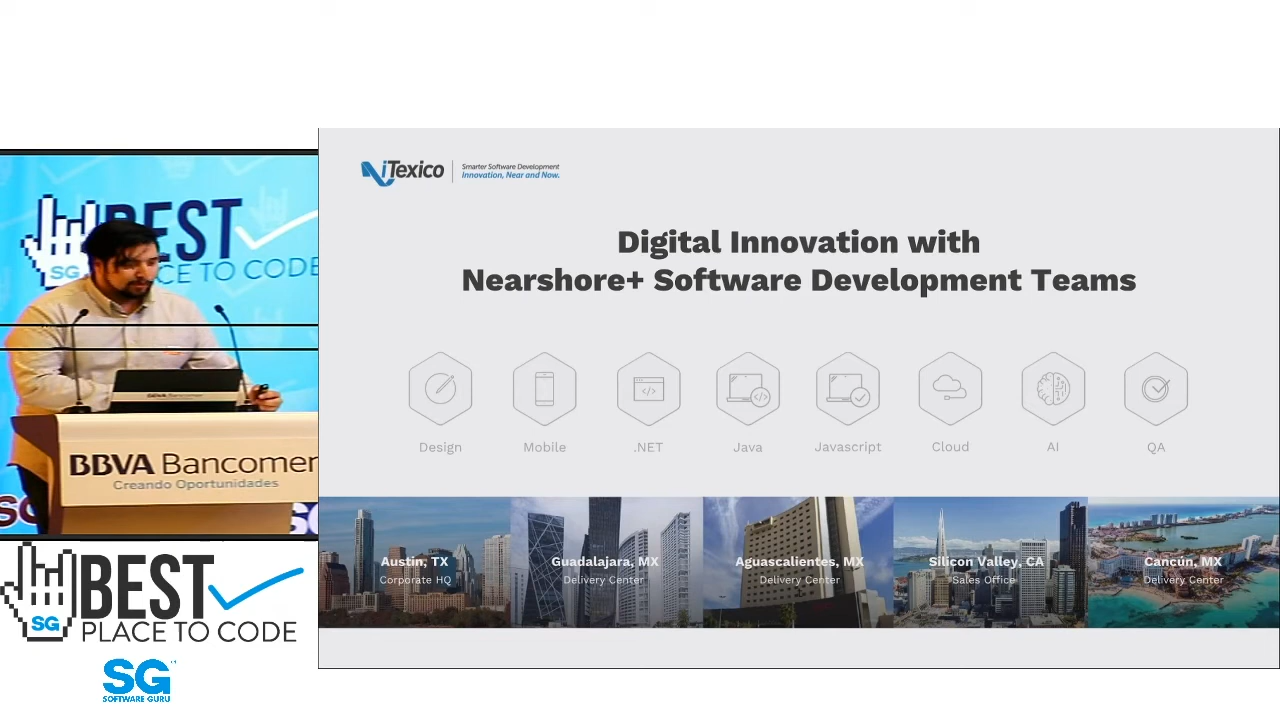 BEST
PLACE TO CODE
SG
BBVA Bancomer
BBVA Bancomer
Creando Oportunidades
SG
BEST
PLACE TO CODE
SG
SG
SOFTWARE GURU
iTexico
Smarter Software Development
Innovation, Near and Now.
Digital Innovation with
Nearshore+ Software Development Teams
Design
Mobile
.NET
Java
Javascript
Cloud
AI
QA
Austin, TX
Corporate HQ
Guadalajara, MX
Delivery Center
Aguascalientes, MX
Delivery Center
Silicon Valley, CA
Sales Office
Cancún, MX
Delivery Center